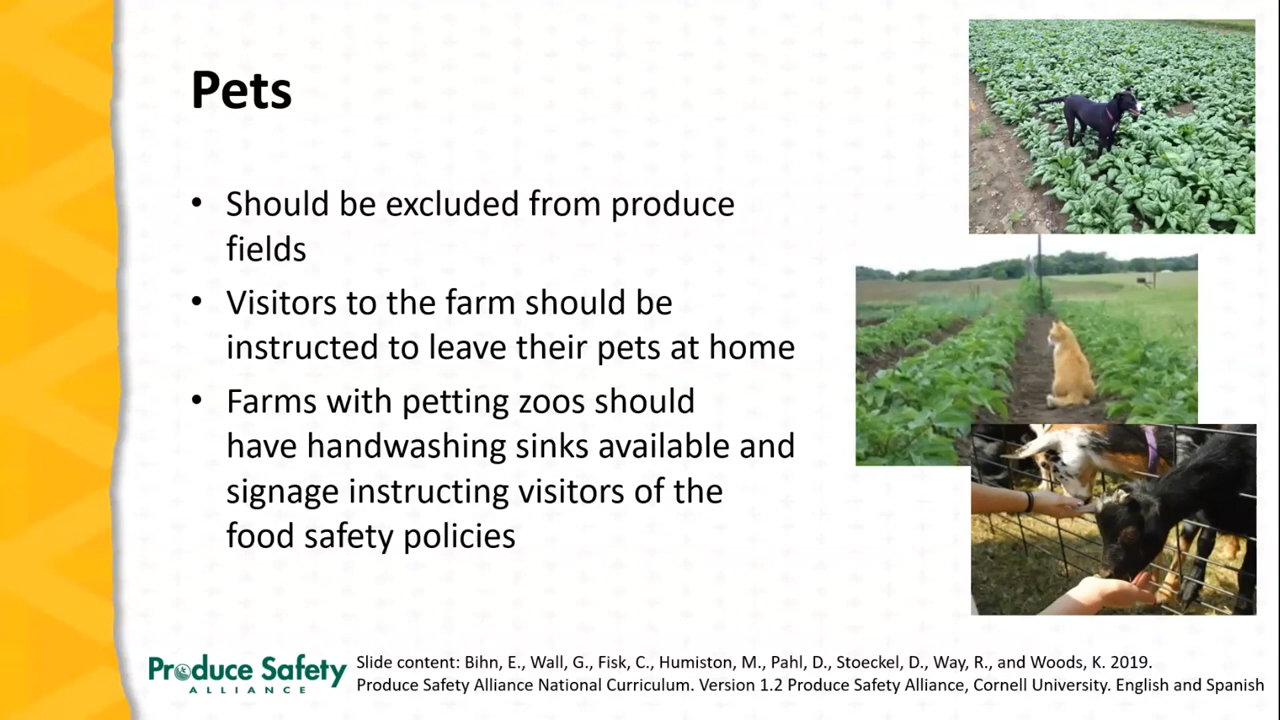 Pets
• Should be excluded from produce
fields
• Visitors to the farm should be
instructed to leave their pets at home
• Farms with petting zoos should
have handwashing sinks available and
signage instructing visitors of the
food safety policies
Produce Safety
ALLIANCE
Slide content: Bihn, E., Wall, G., Fisk, C., Humiston, M., Pahl, D., Stoeckel, D., Way, R., and Woods, K. 2019.
Produce Safety Alliance National Curriculum. Version 1.2 Produce Safety Alliance, Cornell University. English and Spanish